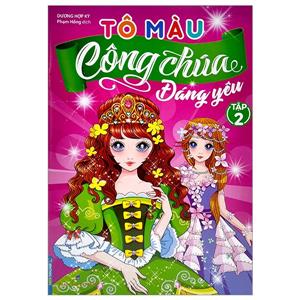 DƯƠNG HỢP KỲ
Phạm Hồng dịch
TÔ MÀU
Công chúa
Đáng yêu
TẬP
2